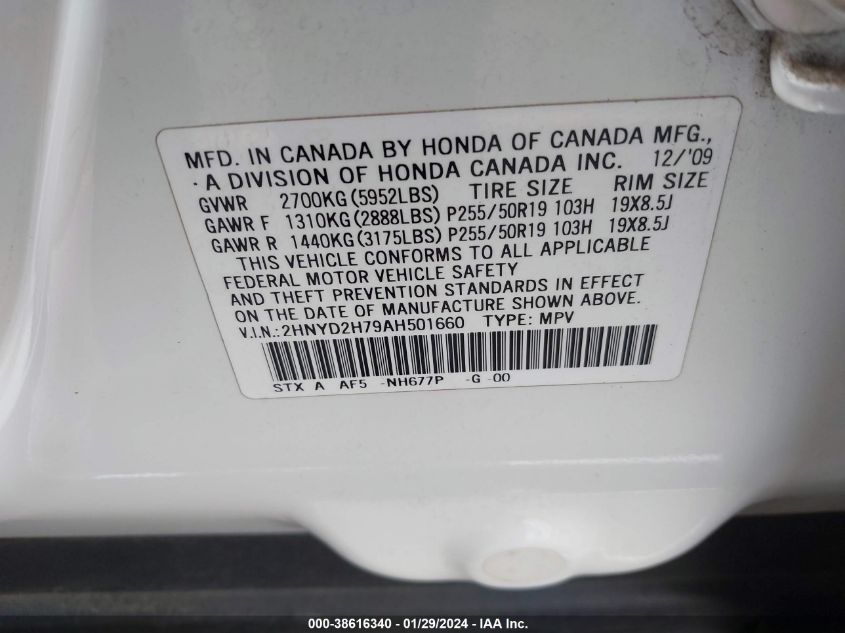 MFD. IN CANADA BY HONDA OF CANADA MFG.,
A DIVISION OF HONDA CANADA INC. 12/'09
GVWR 2700KG(5952LBS) TIRE SIZE RIM SIZE
GAWR F 1310KG(2888LBS) P255/50R19 103H 19X8.5J
GAWR R 1440KG(3175LBS) P255/50R19 103H 19X8.5J
THIS VEHICLE CONFORMS TO ALL APPLICABLE
FEDERAL MOTOR VEHICLE SAFETY
AND THEFT PREVENTION STANDARDS IN EFFECT
ON THE DATE OF MANUFACTURE SHOWN ABOVE.
V.I.N.:2HNYD2H79AH501660 TYPE: MPV
STX A AF5 -NH677P -G -00
000-38616340 - 01/29/2024 - IAA Inc.